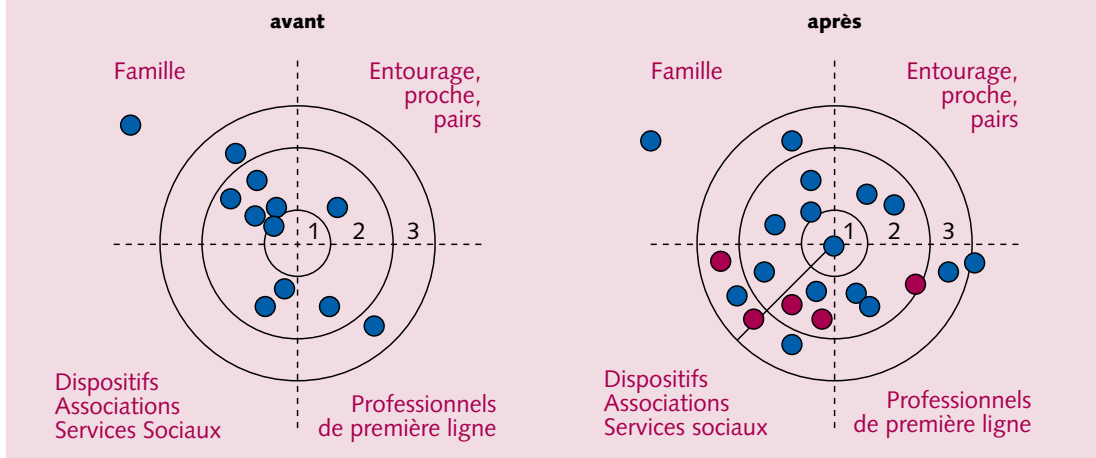 avant
Famille
Entourage,
proche,
pairs
1 2 3
Dispositifs
Associations
Services Sociaux
Professionnels
de première ligne
après
Famille
Entourage,
proche,
pairs
1 2 3
Dispositifs
Associations
Services sociaux
Professionnels
de première ligne